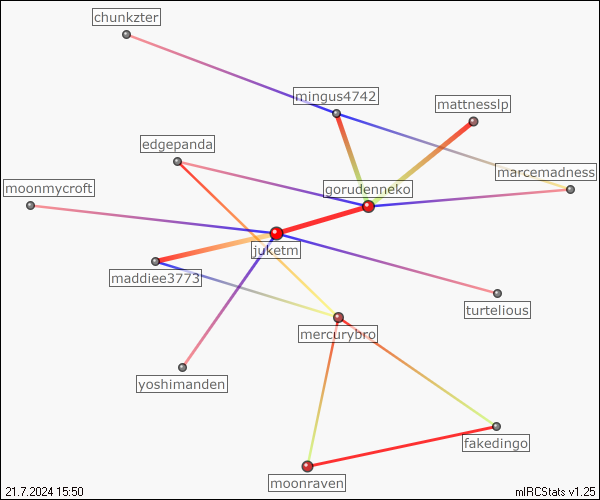 chunkzter
mingus4742
mattnesslp
edgepanda
marcemadness
moonmycroft
gorudenneko
juketm
maddiee3773
turtelious
mercurybro
yoshimanden
fakedingo
moonraven
21.7.2024 15:50
mIRCStats v1.25